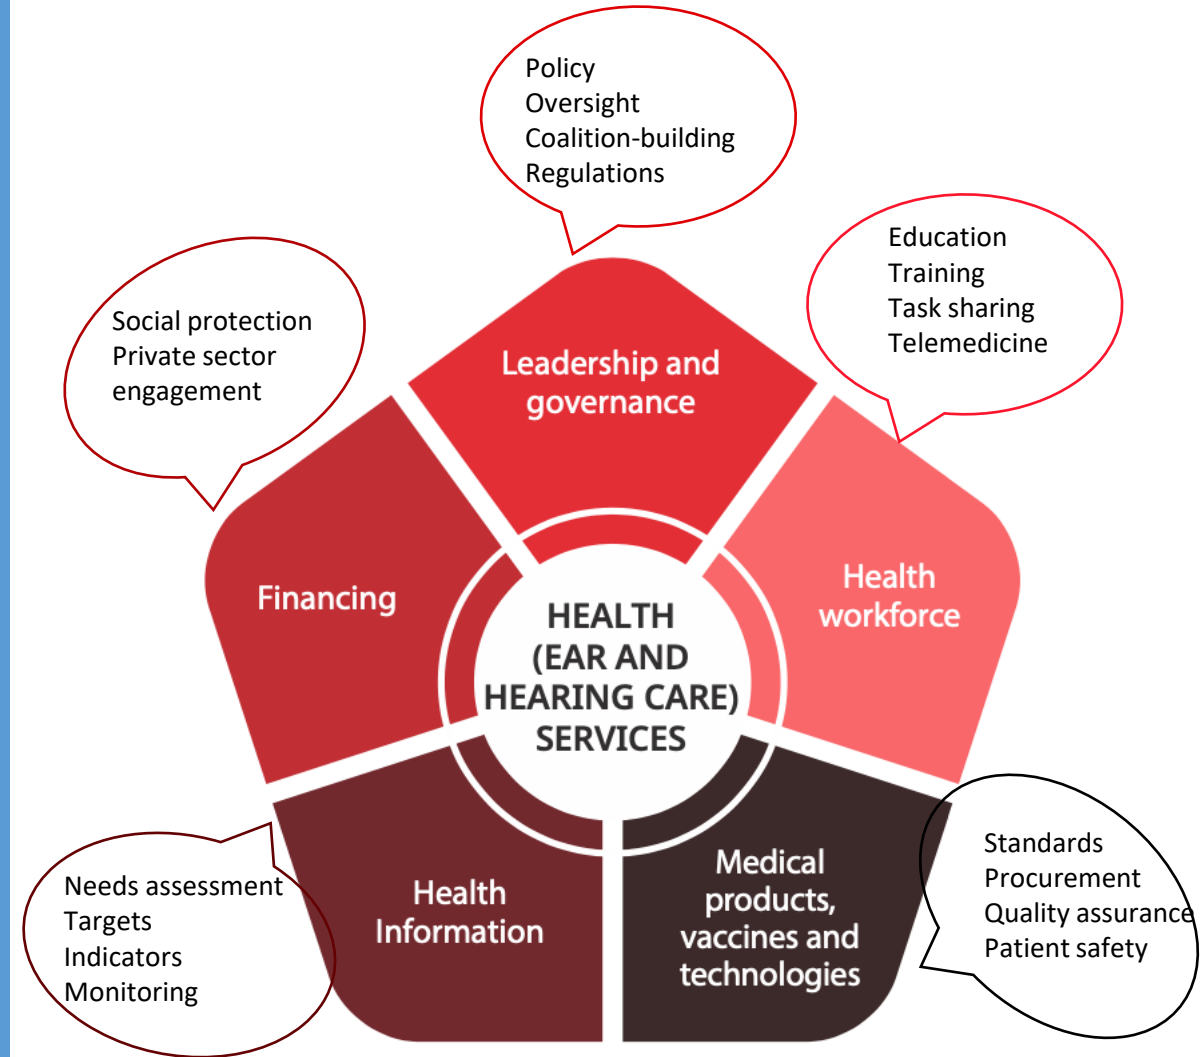 Policy
Oversight
Coalition-building
Regulations
Education
Training
Task sharing
Telemedicine
Social protection
Private sector
engagement
Leadership and
governance
Financing
Health
workforce
HEALTH
(EAR AND
HEARING CARE)
SERVICES
Needs assessment
Targets
Indicators
Monitoring
Health
Information
Medical
products,
vaccines and
technologies
Standards
Procurement
Quality assurance
Patient safety